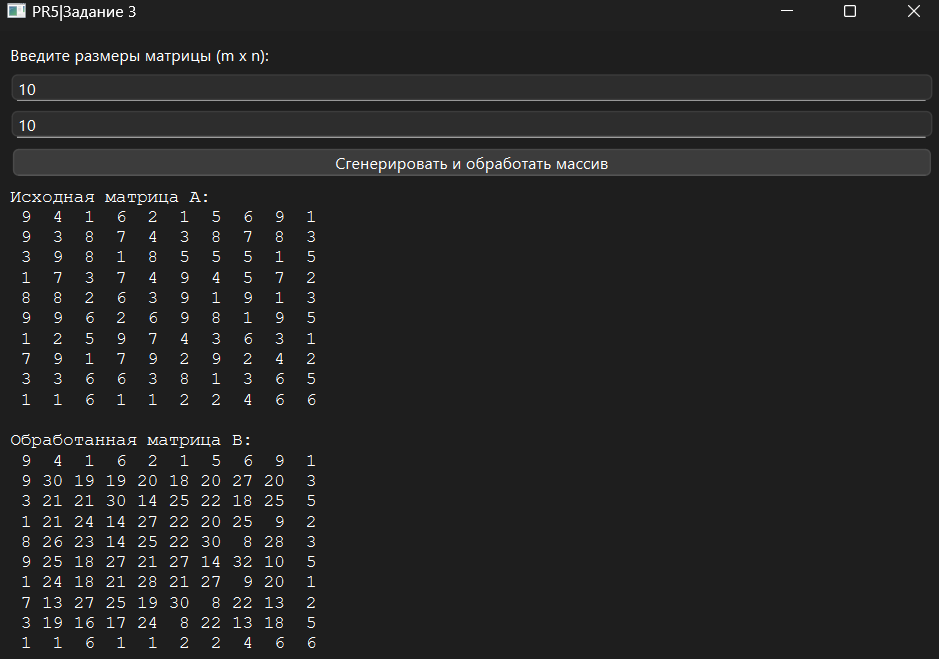 PR5|Задание 3
Введите размеры матрицы (m x n):
10
10
Сгенерировать и обработать массив
Исходная матрица A:
9 4 1 6 2 1 5 6 9 1
9 3 8 7 4 3 8 7 8 3
3 9 8 1 8 5 5 5 1 5
1 7 3 7 4 9 4 5 7 2
8 8 2 6 3 9 1 9 1 3
9 9 6 2 6 9 8 1 9 5
1 2 5 9 7 4 3 6 3 1
7 9 1 7 9 2 9 2 4 2
3 3 6 6 3 8 1 3 6 5
1 1 6 1 1 2 2 4 6 6
Обработанная матрица B:
9 4 1 6 2 1 5 6 9 1
9 30 19 19 20 18 20 27 20 3
3 21 21 30 14 25 22 18 25 5
1 21 24 14 27 22 20 25 9 2
8 26 23 14 25 22 30 8 28 3
9 25 18 27 21 27 14 32 10 5
1 24 18 21 28 21 27 9 20 1
7 13 27 25 19 30 8 22 13 2
3 19 16 17 24 8 22 13 18 5
1 1 6 1 1 2 2 4 6 6